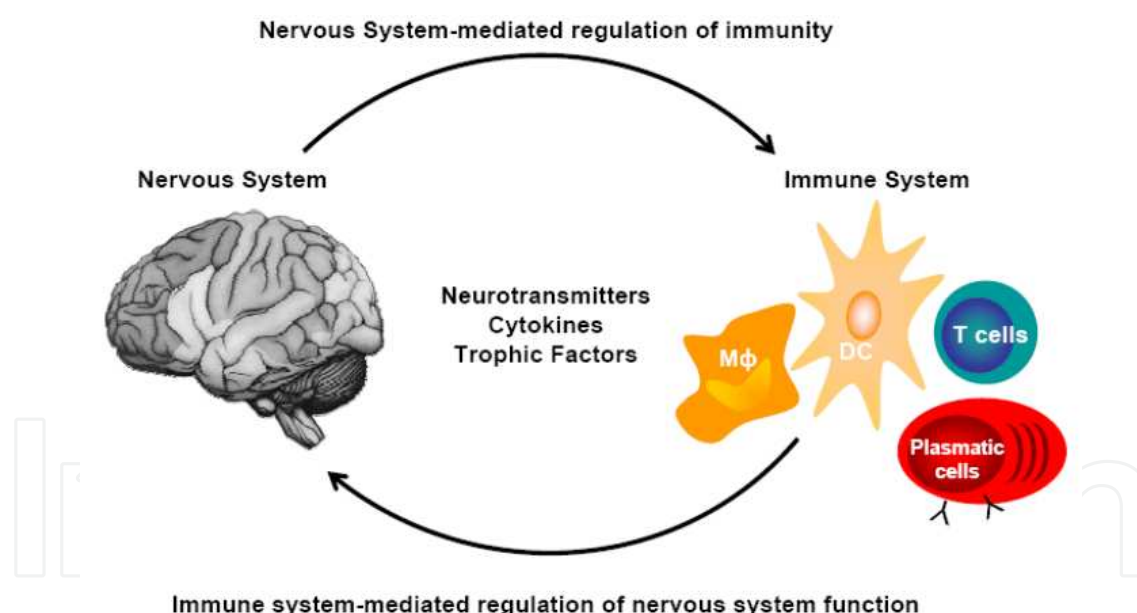 Nervous System-mediated regulation of immunity
Nervous System
Immune System
Neurotransmitters
Cytokines
Trophic Factors
Mϕ
DC
T cells
Plasmatic
cells
Immune system-mediated regulation of nervous system function